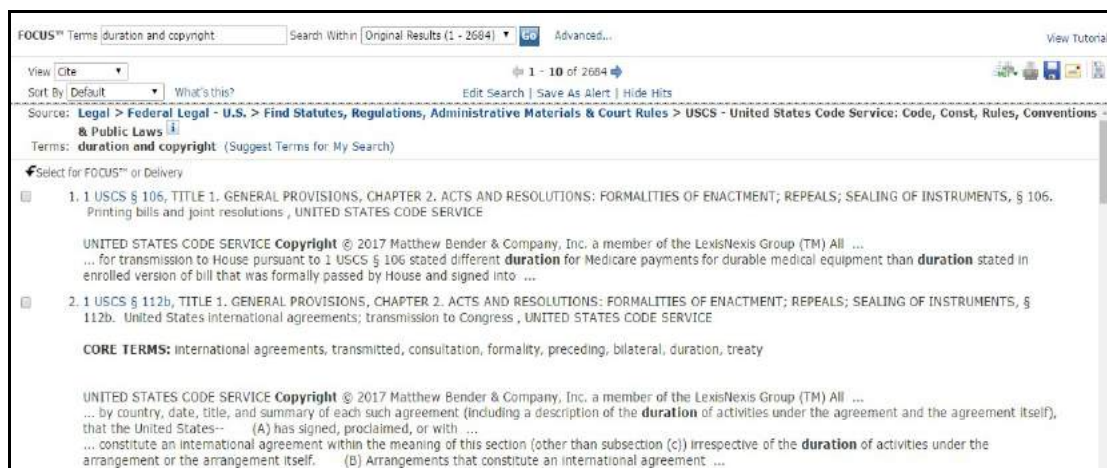 FOCUS™ Terms duration and copyright Search Within Original Results (1 - 2684) Go Advanced... View Tutorial
View Cite 1 - 10 of 2684
Sort By Default What's this? Edit Search | Save As Alert | Hide Hits
Source: Legal > Federal Legal - U.S. > Find Statutes, Regulations, Administrative Materials & Court Rules > USCS - United States Code Service: Code, Const, Rules, Conventions
& Public Laws i
Terms: duration and copyright (Suggest Terms for My Search)
Select for FOCUS™ or Delivery
1. 1 USCS § 106, TITLE 1. GENERAL PROVISIONS, CHAPTER 2. ACTS AND RESOLUTIONS: FORMALITIES OF ENACTMENT; REPEALS; SEALING OF INSTRUMENTS, § 106.
Printing bills and joint resolutions , UNITED STATES CODE SERVICE
UNITED STATES CODE SERVICE Copyright © 2017 Matthew Bender & Company, Inc. a member of the LexisNexis Group (TM) All ...
... for transmission to House pursuant to 1 USCS § 106 stated different duration for Medicare payments for durable medical equipment than duration stated in
enrolled version of bill that was formally passed by House and signed into ...
2. 1 USCS § 112b, TITLE 1. GENERAL PROVISIONS, CHAPTER 2. ACTS AND RESOLUTIONS: FORMALITIES OF ENACTMENT; REPEALS; SEALING OF INSTRUMENTS, §
112b. United States international agreements; transmission to Congress , UNITED STATES CODE SERVICE
CORE TERMS: international agreements, transmitted, consultation, formality, preceding, bilateral, duration, treaty
UNITED STATES CODE SERVICE Copyright © 2017 Matthew Bender & Company, Inc. a member of the LexisNexis Group (TM) All ...
... by country, date, title, and summary of each such agreement (including a description of the duration of activities under the agreement and the agreement itself),
that the United States-- (A) has signed, proclaimed, or with ...
... constitute an international agreement within the meaning of this section (other than subsection (c)) irrespective of the duration of activities under the
arrangement or the arrangement itself. (B) Arrangements that constitute an international agreement ...